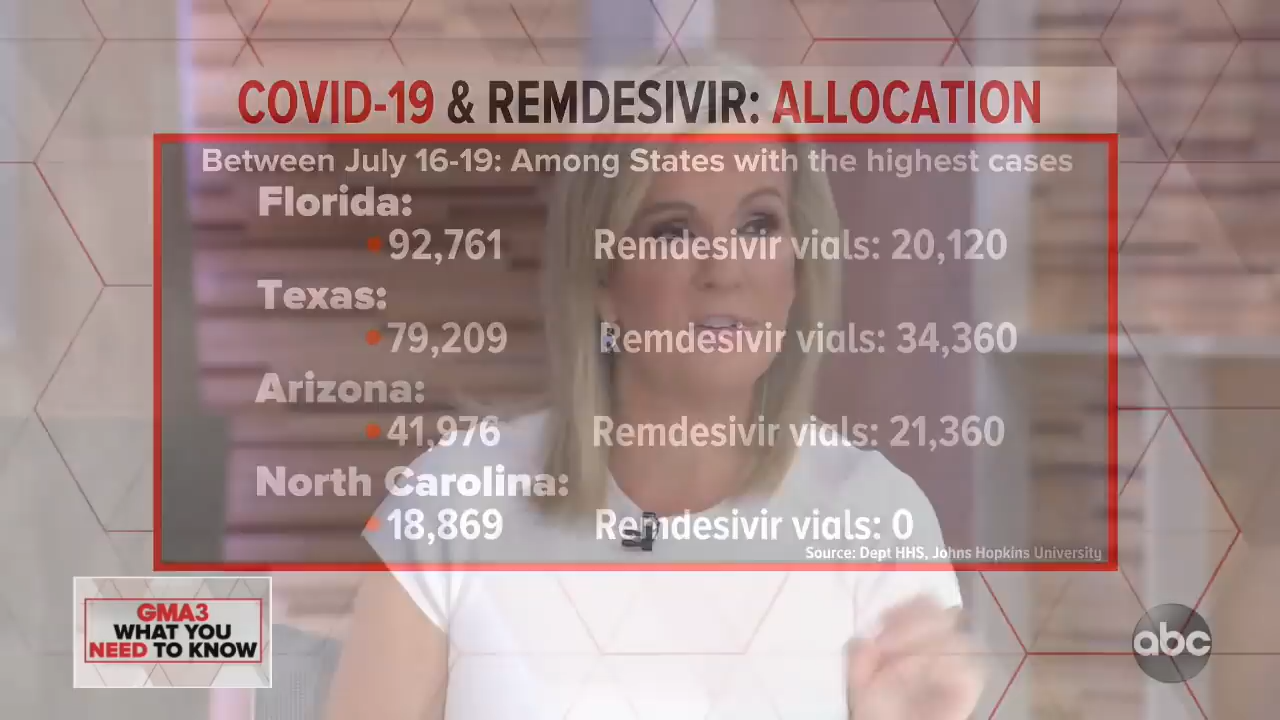 COVID-19 & REMDESIVIR: ALLOCATION
Between July 16-19: Among States with the highest cases
Florida:
• 92,761 Remdesivir vials: 20,120
Texas:
• 79,209 Remdesivir vials: 34,360
Arizona:
• 41,976 Remdesivir vials: 21,360
North Carolina:
• 18,869 Remdesivir vials: 0
Source: Dept HHS, Johns Hopkins University
GMA3
WHAT YOU
NEED TO KNOW
abc